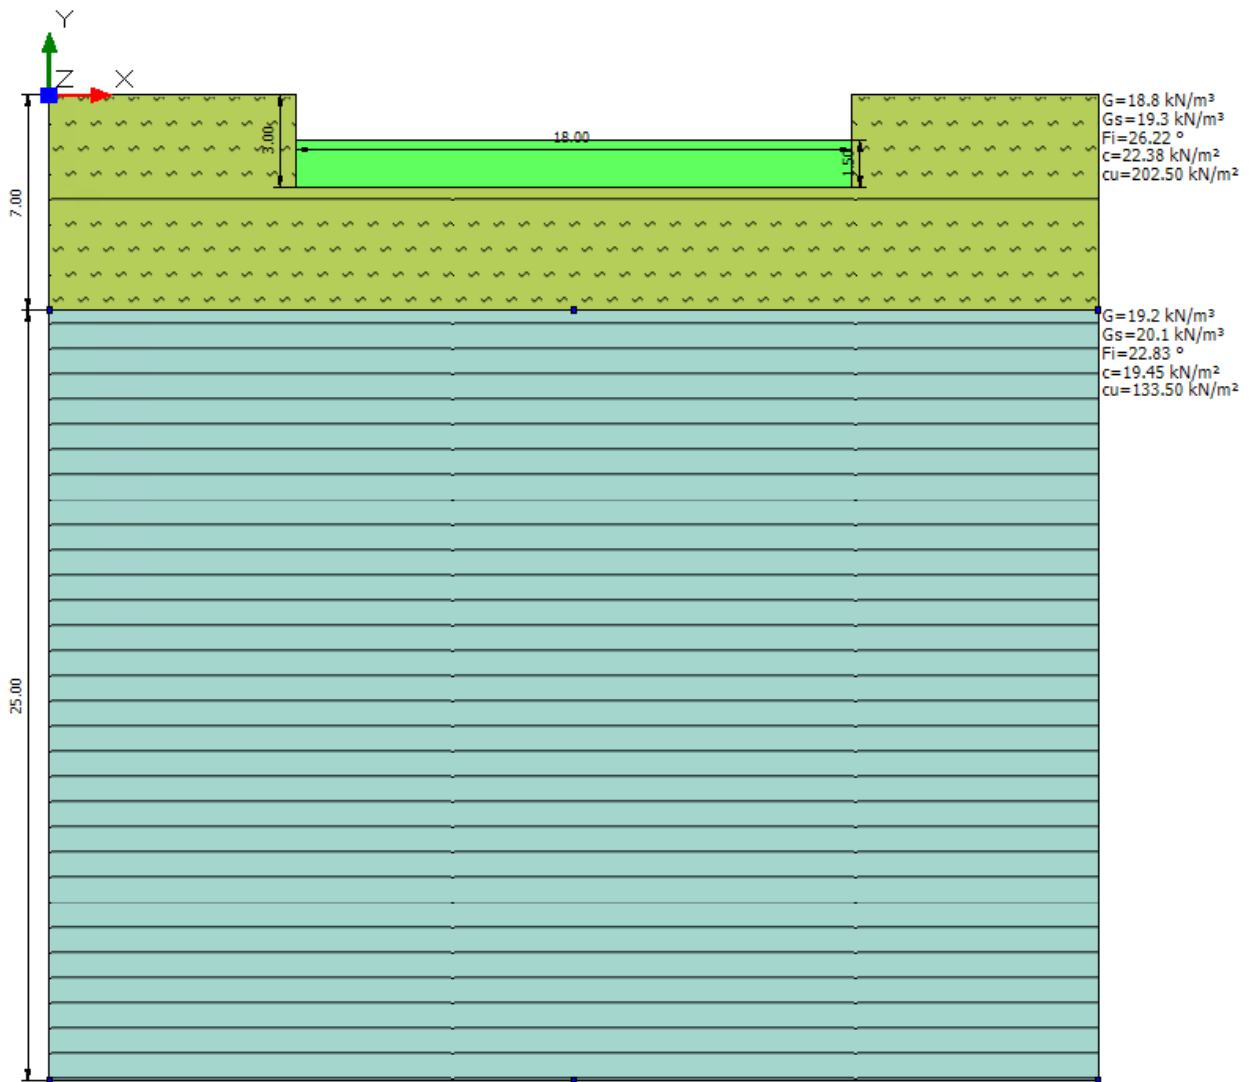 Y
Z
X
3.00
18.00
1.50
7.00
G=18.8 kN/m³
Gs=19.3 kN/m³
Fi=26.22 °
c=22.38 kN/m²
cu=202.50 kN/m²
G=19.2 kN/m³
Gs=20.1 kN/m³
Fi=22.83 °
c=19.45 kN/m²
cu=133.50 kN/m²
25.00